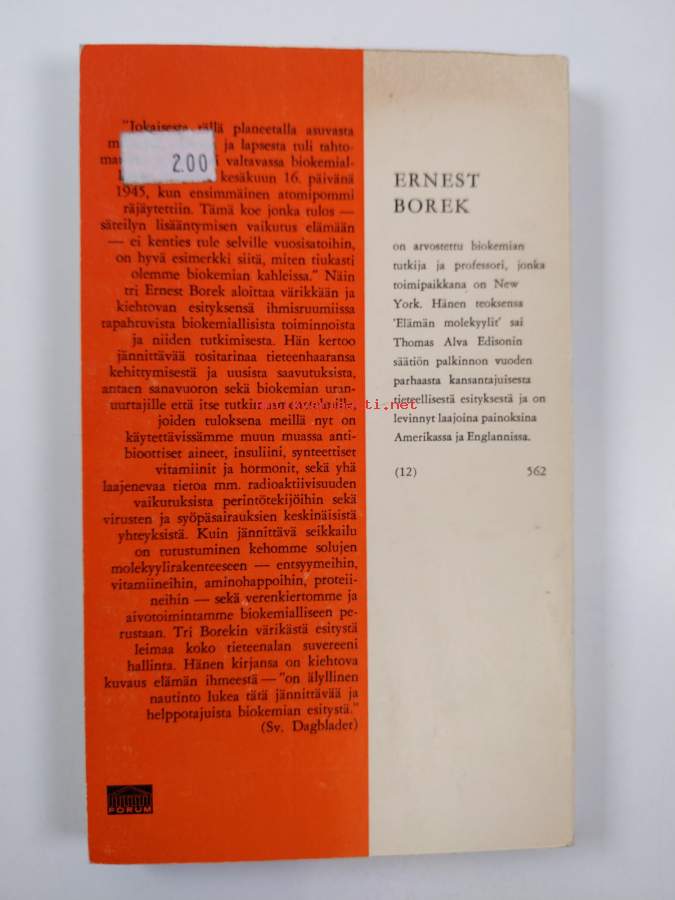 "Jokaisesta tällä planeetalla asuvasta
ja lapsesta tuli tahto-
2.00
valtavassa biokemial-
kesäkuun 16. päivänä
1945, kun ensimmäinen atomipommi
räjäytettiin. Tämä koe jonka tulos —
säteilyn lisääntymisen vaikutus elämään
— ei kenties tule selville vuosisatoihin,
on hyvä esimerkki siitä, miten tiukasti
olemme biokemian kahleissa." Näin
tri Ernest Borek aloittaa värikkään ja
kiehtovan esityksensä ihmisruumiissa
tapahtuvista biokemiallisista toiminnoista
ja niiden tutkimisesta. Hän kertoo
jännittävää tositarinaa tieteenhaaransa
kehittymisestä ja uusista saavutuksista,
antaen sanavuoron sekä biokemian uran-
uurtajille että itse tutkimuskohteille
joiden tuloksena meillä nyt on
käytettävissämme muun muassa anti-
bioottiset aineet, insuliini, synteettiset
vitamiinit ja hormonit, sekä yhä
laajenevaa tietoa mm. radioaktiivisuuden
vaikutuksista perintötekijöihin sekä
virusten ja syöpäsairauksien keskinäisistä
yhteyksistä. Kuin jännittävä seikkailu
on tutustuminen kehomme solujen
molekyylirakenteeseen — entsyymeihin,
vitamiineihin, aminohappoihin, proteii-
neihin — sekä verenkiertomme ja
aivotoimintamme biokemialliseen pe-
rustaan. Tri Borekin värikästä esitystä
leimaa koko tieteenalan suvereeni
hallinta. Hänen kirjansa on kiehtova
kuvaus elämän ihmeestä — "on älyllinen
nautinto lukea tätä jännittävää ja
helppotajuista biokemian esitystä."
(Sv. Dagbladet)
FORUM
ERNEST
BOREK
on arvostettu biokemian
tutkija ja professori, jonka
toimipaikkana on New
York. Hänen teoksensa
'Elämän molekyylit' sai
Thomas Alva Edisonin
säätiön palkinnon vuoden
parhaasta kansantajuisesta
tieteellisestä esityksestä ja on
levinnyt laajoina painoksina
Amerikassa ja Englannissa.
(12) 562